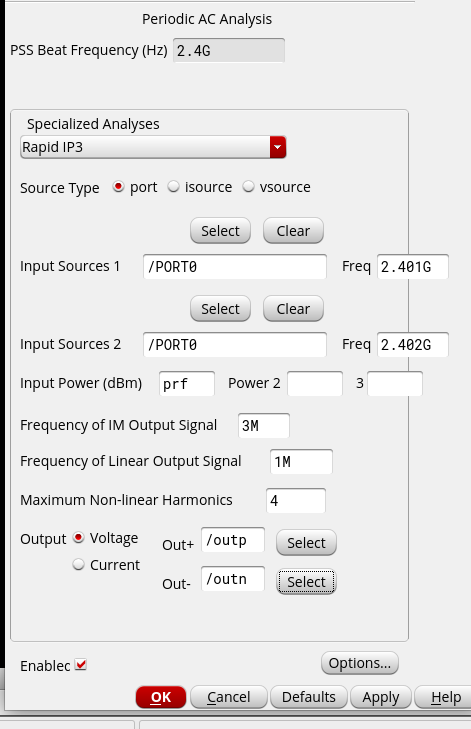 Periodic AC Analysis
PSS Beat Frequency (Hz) 2.4G
Specialized Analyses
Rapid IP3
Source Type port isource vsource
Select Clear
Input Sources 1 /PORT0 Freq 2.401G
Select Clear
Input Sources 2 /PORT0 Freq 2.402G
Input Power (dBm) prf Power 2 3
Frequency of IM Output Signal 3M
Frequency of Linear Output Signal 1M
Maximum Non-linear Harmonics 4
Output Voltage Out+ /outp Select
Current Out- /outn Select
Enablec
Options...
OK Cancel Defaults Apply Help